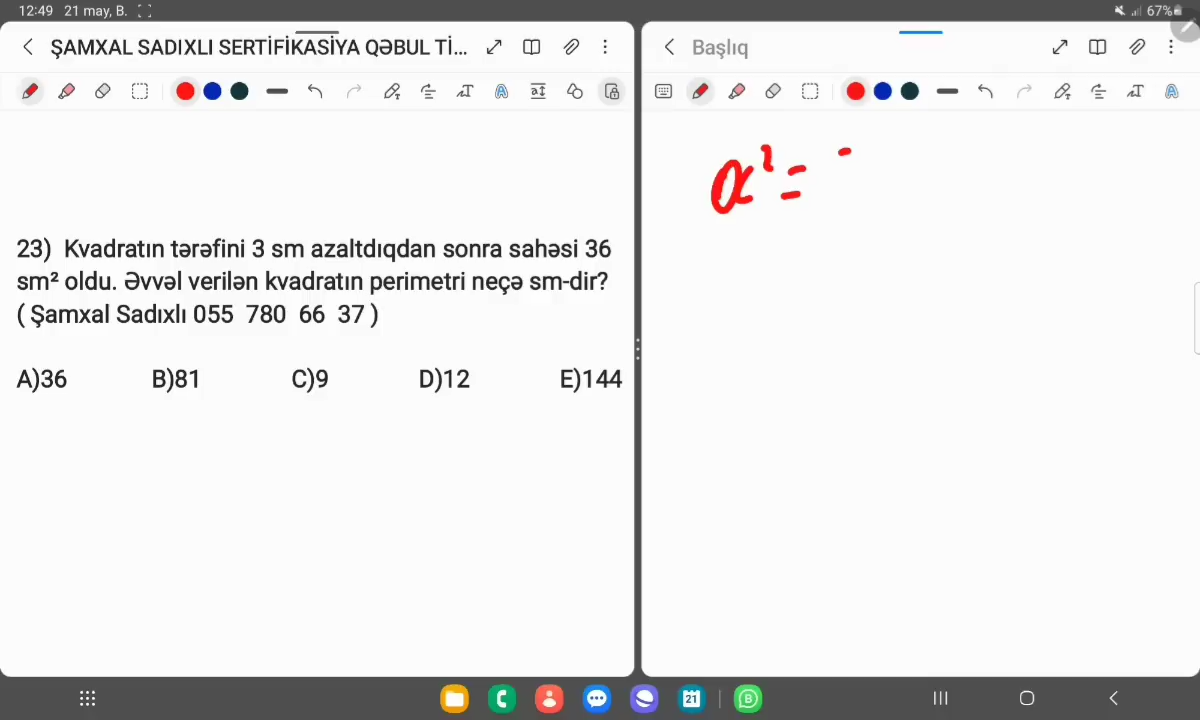 12:49 21 may, B. 67%
ŞAMXAL SADIXLI SERTİFİKASİYA QƏBUL Tİ...
Başlıq
a² =
23) Kvadratın tərəfini 3 sm azaltdıqdan sonra sahəsi 36
sm² oldu. Əvvəl verilən kvadratın perimetri neçə sm-dir?
( Şamxal Sadıxlı 055 780 66 37 )
A)36 B)81 C)9 D)12 E)144
21
B